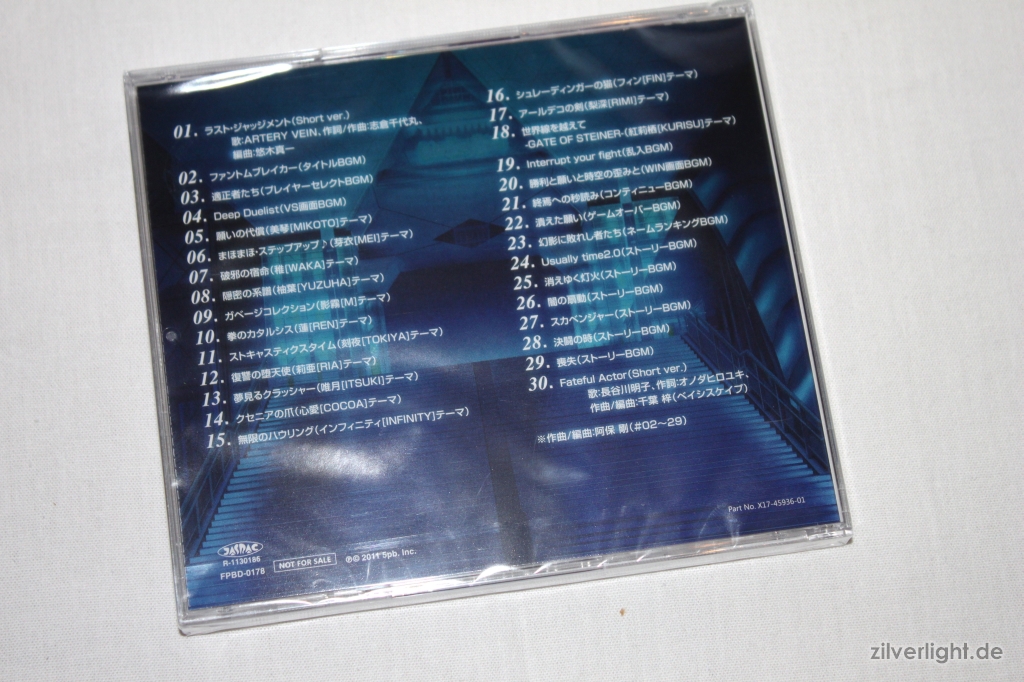 01. ラスト・ジャッジメント(Short ver.)
歌:ARTERY VEIN、作詞/作曲:志倉千代丸、
編曲:悠木真一
02. ファントムブレイカー(タイトルBGM)
03. 適正者たち(プレイヤーセレクトBGM)
04. Deep Duelist(VS画面BGM)
05. 願いの代償(美琴[MIKOTO]テーマ)
06. まほまほ・ステップアップ♪(芽衣[MEI]テーマ)
07. 破邪の宿命(稚[WAKA]テーマ)
08. 隠密の系譜(柚葉[YUZUHA]テーマ)
09. ガベージコレクション(影霧[M]テーマ)
10. 拳のカタルシス(蓮[REN]テーマ)
11. ストキャスティクスタイム(刻夜[TOKIYA]テーマ)
12. 復讐の堕天使(莉亜[RIA]テーマ)
13. 夢見るクラッシャー(唯月[ITSUKI]テーマ)
14. クセニアの爪(心愛[COCOA]テーマ)
15. 無限のハウリング(インフィニティ[INFINITY]テーマ)
16. シュレーディンガーの猫(フィン[FIN]テーマ)
17. アールデコの剣(梨深[RIMI]テーマ)
18. 世界線を越えて
-GATE OF STEINER-(紅莉栖[KURISU]テーマ)
19. Interrupt your fight(乱入BGM)
20. 勝利と願いと時空の歪みと(WIN画面BGM)
21. 終焉への秒読み(コンティニューBGM)
22. 潰えた願い(ゲームオーバーBGM)
23. 幻影に敗れし者たち(ネームランキングBGM)
24. Usually time2.0(ストーリーBGM)
25. 消えゆく灯火(ストーリーBGM)
26. 闇の扇動(ストーリーBGM)
27. スカベンジャー(ストーリーBGM)
28. 決闘の時(ストーリーBGM)
29. 喪失(ストーリーBGM)
30. Fateful Actor(Short ver.)
歌:長谷川明子、作詞:オノダヒロユキ、
作曲/編曲:千葉 梓(ベイシスケイプ)
※作曲/編曲:阿保 剛(#02～29)
Part No. X17-45936-01
JASRAC
R-1130186
FPBD-0178
NOT FOR SALE
℗© 2011 5pb. Inc.
zilverlight.de